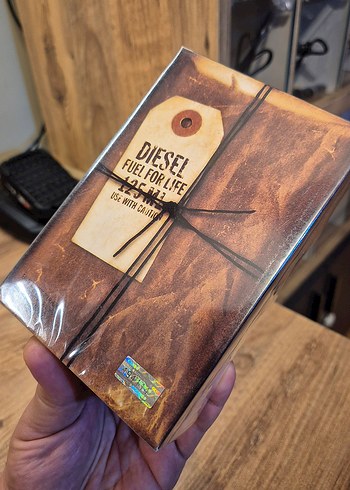 DIESEL
FUEL FOR LIFE
125 ML
USE WITH CAUTION